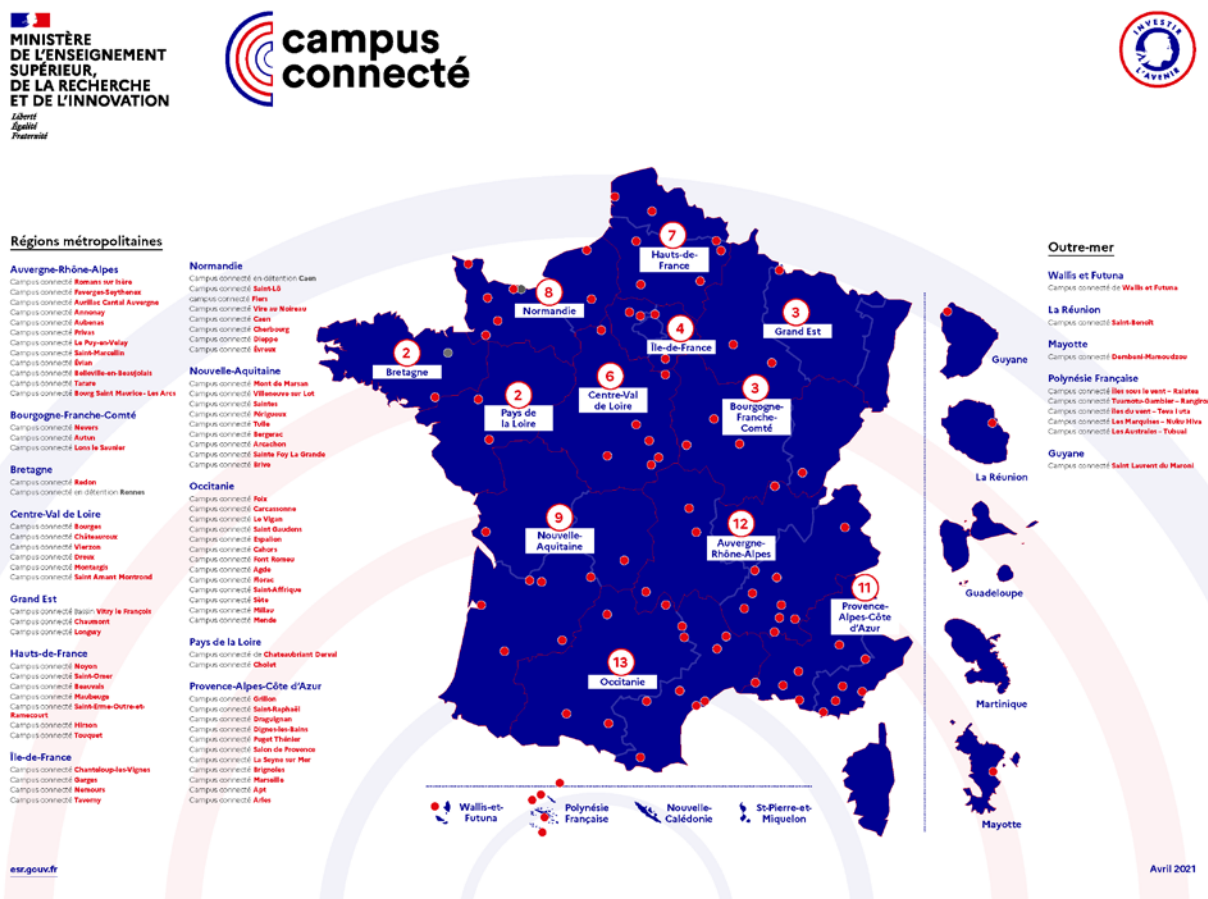 MINISTÈRE
DE L'ENSEIGNEMENT
SUPÉRIEUR,
DE LA RECHERCHE
ET DE L'INNOVATION
Liberté
Égalité
Fraternité
campus
connecté
INVESTIR
L'AVENIR
Régions métropolitaines
Auvergne-Rhône-Alpes
Campus connecté Romans sur Isère
Campus connecté Faverges-Seythenex
Campus connecté Aurillac Cantal Auvergne
Campus connecté Annonay
Campus connecté Aubenas
Campus connecté Privas
Campus connecté Le Puy-en-Velay
Campus connecté Saint-Marcellin
Campus connecté Évian
Campus connecté Belleville-en-Beaujolais
Campus connecté Tarare
Campus connecté Bourg Saint Maurice - Les Arcs
Bourgogne-Franche-Comté
Campus connecté Nevers
Campus connecté Autun
Campus connecté Lons le Saunier
Bretagne
Campus connecté Redon
Campus connecté en détention Rennes
Centre-Val de Loire
Campus connecté Bourges
Campus connecté Châteauroux
Campus connecté Vierzon
Campus connecté Dreux
Campus connecté Montargis
Campus connecté Saint Amant Montrond
Grand Est
Campus connecté Bassin Vitry le François
Campus connecté Chaumont
Campus connecté Longwy
Hauts-de-France
Campus connecté Noyon
Campus connecté Saint-Omer
Campus connecté Beauvais
Campus connecté Maubeuge
Campus connecté Saint-Erme-Outre-et-
Ramecourt
Campus connecté Hirson
Campus connecté Touquet
Île-de-France
Campus connecté Chanteloup-les-Vignes
Campus connecté Garges
Campus connecté Nemours
Campus connecté Taverny
Normandie
Campus connecté en détention Caen
Campus connecté Saint-Lô
campus connecté Flers
Campus connecté Vire au Noireau
Campus connecté Caen
Campus connecté Cherbourg
Campus connecté Dieppe
Campus connecté Évreux
Nouvelle-Aquitaine
Campus connecté Mont de Marsan
Campus connecté Villeneuve sur Lot
Campus connecté Saintes
Campus connecté Périgueux
Campus connecté Tulle
Campus connecté Bergerac
Campus connecté Arcachon
Campus connecté Sainte Foy La Grande
Campus connecté Brive
Occitanie
Campus connecté Foix
Campus connecté Carcassonne
Campus connecté Le Vigan
Campus connecté Saint Gaudens
Campus connecté Espalion
Campus connecté Cahors
Campus connecté Font Romeu
Campus connecté Agde
Campus connecté Florac
Campus connecté Saint-Affrique
Campus connecté Sète
Campus connecté Millau
Campus connecté Mende
Pays de la Loire
Campus connecté de Chateaubriant Derval
Campus connecté Cholet
Provence-Alpes-Côte d'Azur
Campus connecté Grillon
Campus connecté Saint-Raphaël
Campus connecté Draguignan
Campus connecté Dignes-les-Bains
Campus connecté Puget Thénier
Campus connecté Salon de Provence
Campus connecté La Seyne sur Mer
Campus connecté Brignoles
Campus connecté Marseille
Campus connecté Apt
Campus connecté Arles
7
Hauts-de-
France
8
Normandie
3
Grand Est
4
Île-de-France
2
Bretagne
6
Centre-Val
de Loire
2
Pays de
la Loire
3
Bourgogne-
Franche-
Comté
9
Nouvelle-
Aquitaine
12
Auvergne-
Rhône-Alpes
11
Provence-
Alpes-Côte
d'Azur
13
Occitanie
Wallis-et-
Futuna
Polynésie
Française
Nouvelle-
Calédonie
St-Pierre-et-
Miquelon
Guyane
La Réunion
Guadeloupe
Martinique
Mayotte
Outre-mer
Wallis et Futuna
Campus connecté de Wallis et Futuna
La Réunion
Campus connecté Saint-Benoît
Mayotte
Campus connecté Dembeni-Mamoudzou
Polynésie Française
Campus connecté Îles sous le vent – Raiatea
Campus connecté Tuamotu-Gambier – Rangiroa
Campus connecté Îles du vent – Teva I uta
Campus connecté Les Marquises – Nuku Hiva
Campus connecté Les Australes – Tubuai
Guyane
Campus connecté Saint Laurent du Maroni
esr.gouv.fr
Avril 2021